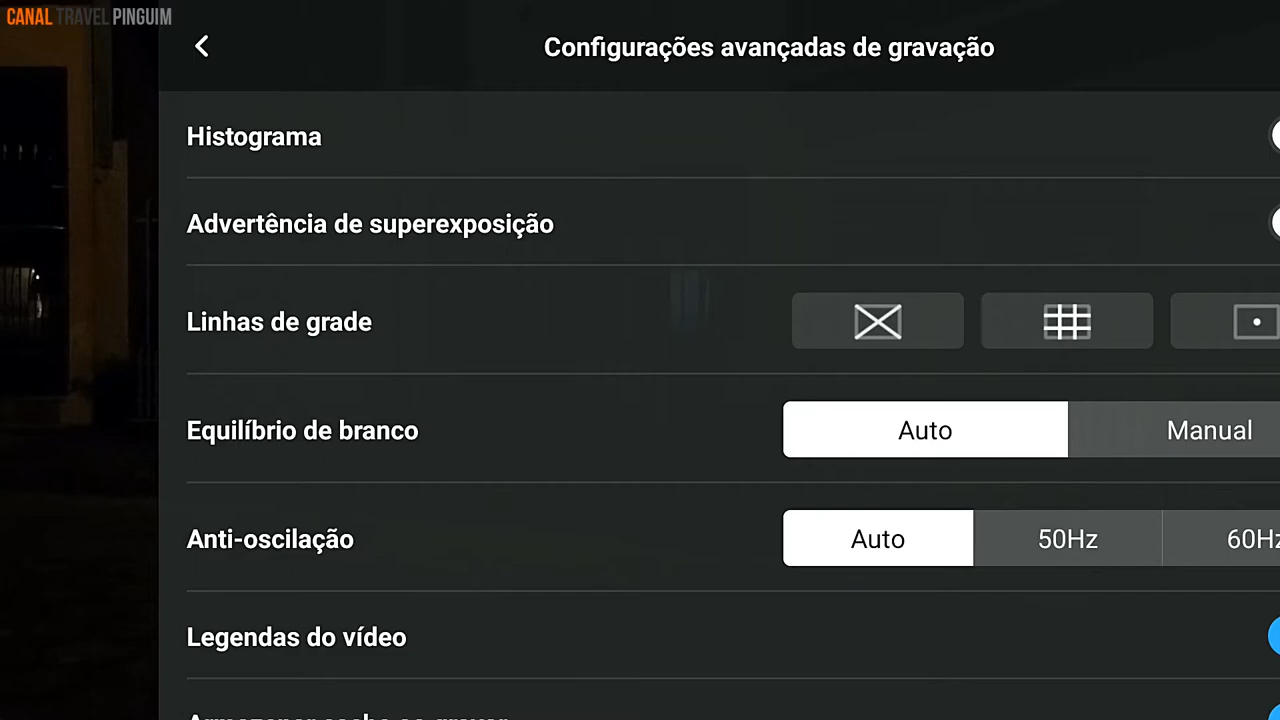 CANAL TRAVEL PINGUIM
Configurações avançadas de gravação
Histograma
Advertência de superexposição
Linhas de grade
Equilíbrio de branco
Auto
Manual
Anti-oscilação
Auto
50Hz
60Hz
Legendas do vídeo